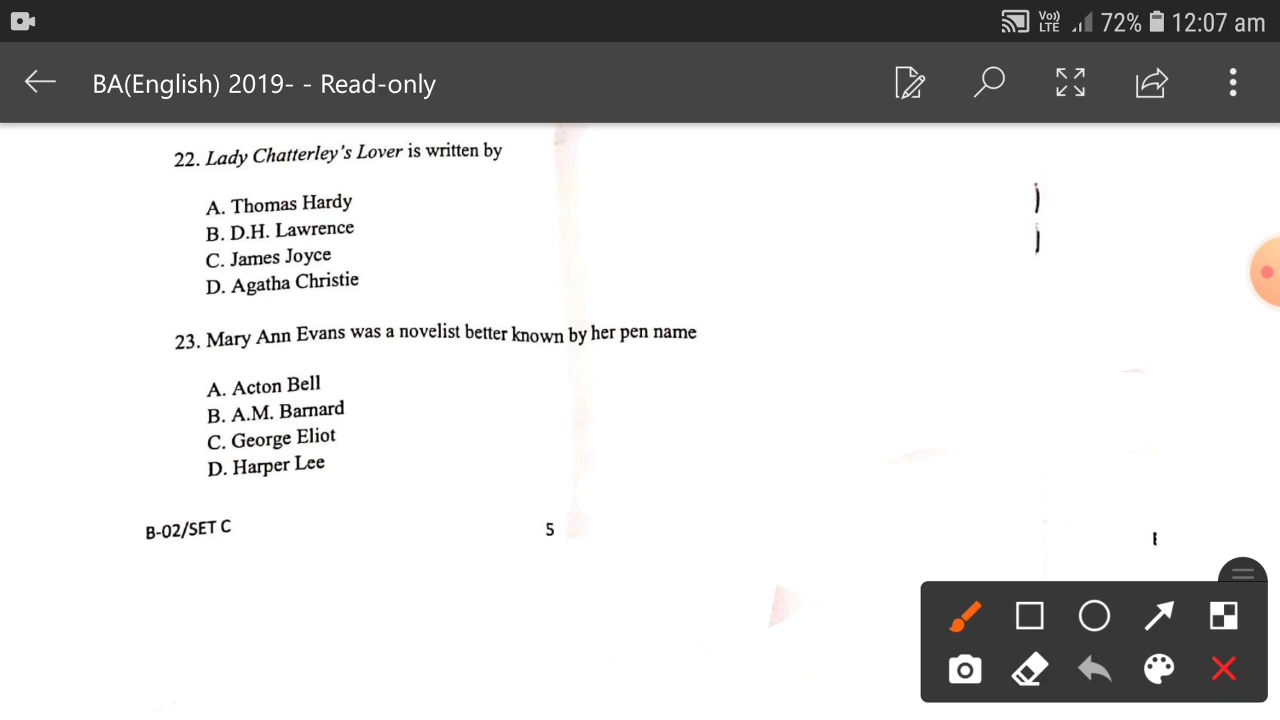 Vo)) LTE 72% 12:07 am
BA(English) 2019- - Read-only
22. Lady Chatterley's Lover is written by
A. Thomas Hardy
B. D.H. Lawrence
C. James Joyce
D. Agatha Christie
23. Mary Ann Evans was a novelist better known by her pen name
A. Acton Bell
B. A.M. Barnard
C. George Eliot
D. Harper Lee
B-02/SET C 5